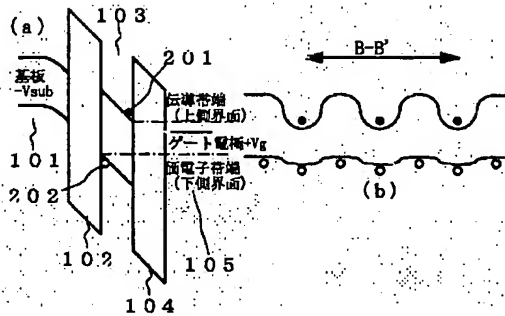 (a)
103
201
B-B'
基板
-Vsub
伝導帯端
(上側界面)
ゲート電極+Vg
価電子帯端
(下側界面)
101
202
102
105
104
(b)